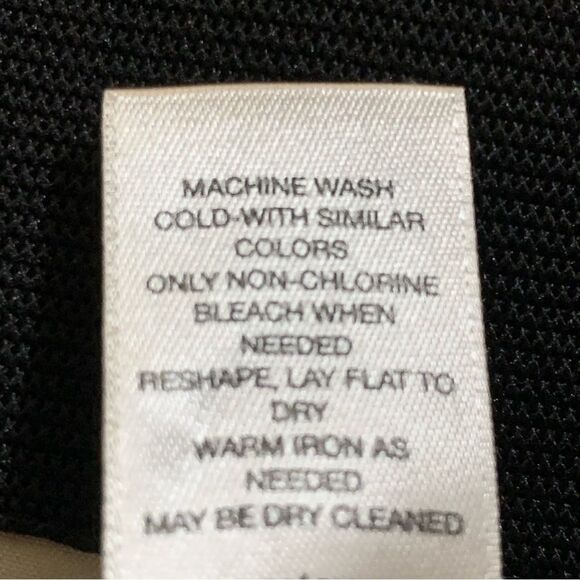 MACHINE WASH
COLD-WITH SIMILAR
COLORS
ONLY NON-CHLORINE
BLEACH WHEN
NEEDED
RESHAPE, LAY FLAT TO
DRY
WARM IRON AS
NEEDED
MAY BE DRY CLEANED